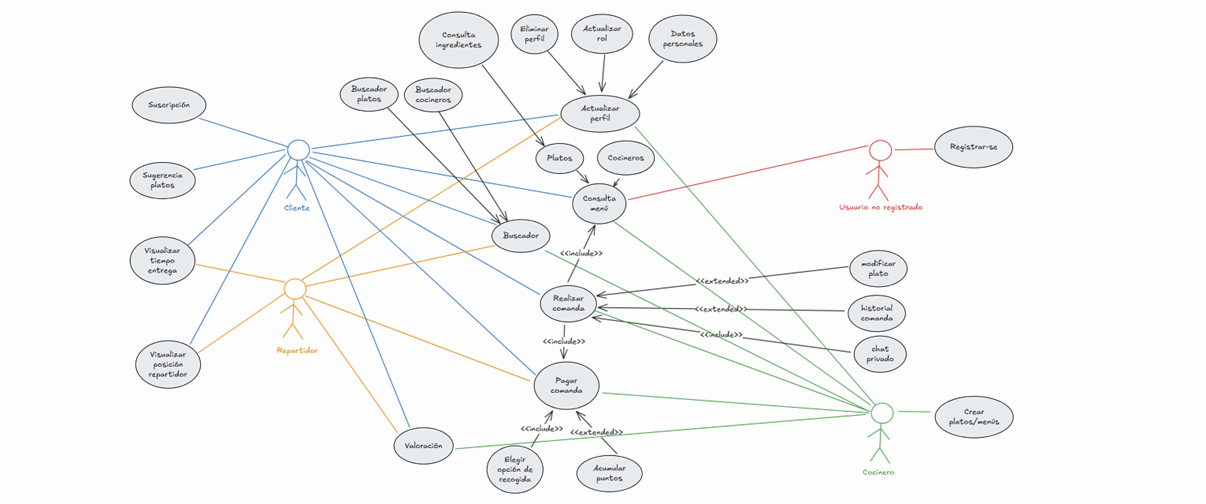 Consulta
ingredientes
Eliminar
perfil
Actualizar
rol
Datos
personales
Buscador
platos
Buscador
cocineros
Suscripción
Actualizar
perfil
Registrar-se
Platos
Cocineros
Sugerencia
platos
Cliente
Consulta
menú
Usuario no registrado
Buscador
Visualizar
tiempo
entrega
<<include>>
modificar
plato
<<extended>>
Realizar
comanda
<<extended>>
historial
comanda
<<include>>
chat
privado
<<include>>
Repartidor
Visualizar
posición
repartidor
Pagar
comanda
Crear
platos/menús
<<include>>
<<extended>>
Valoración
Elegir
opción de
recogida
Acumular
puntos
Cocinero